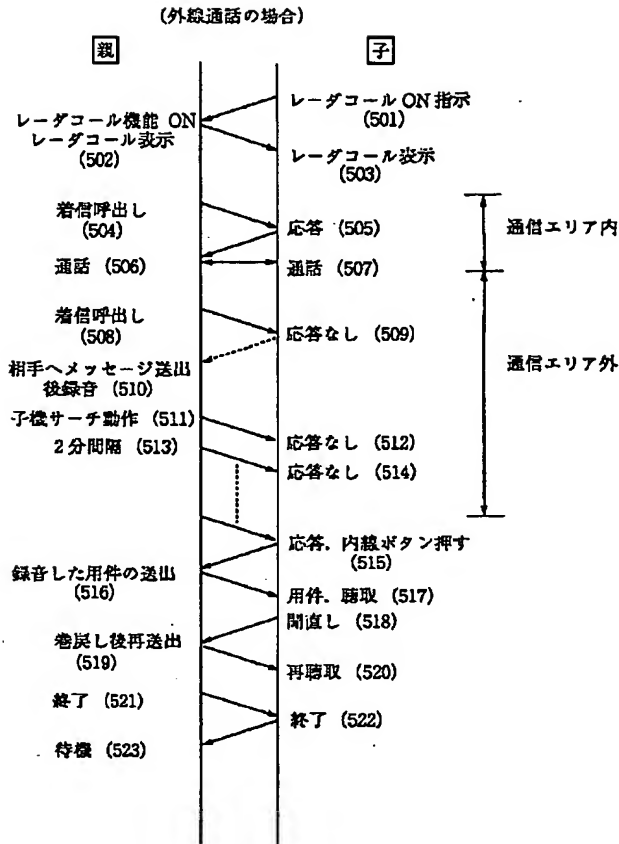 (外線通話の場合)
親
子
レーダコール ON 指示
(501)
レーダコール機能 ON
レーダコール表示
(502)
レーダコール表示
(503)
着信呼出し
(504)
応答 (505)
通信エリア内
通話 (506)
通話 (507)
着信呼出し
(508)
応答なし (509)
通信エリア外
相手へメッセージ送出
後録音 (510)
子機サーチ動作 (511)
応答なし (512)
2分間隔 (513)
応答なし (514)
応答、内線ボタン押す
(515)
録音した用件の送出
(516)
用件、聴取 (517)
聞直し (518)
巻戻し後再送出
(519)
再聴取 (520)
終了 (521)
終了 (522)
待機 (523)